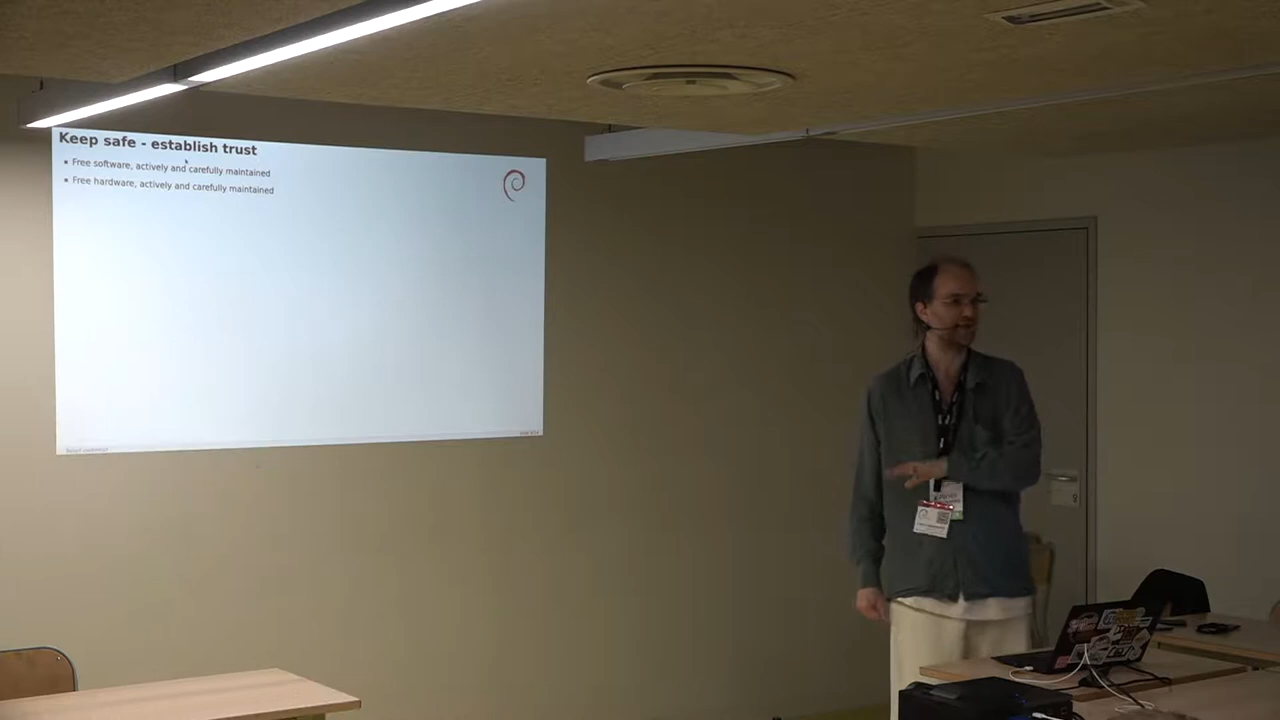 Keep safe - establish trust
Free software, actively and carefully maintained
Free hardware, actively and carefully maintained